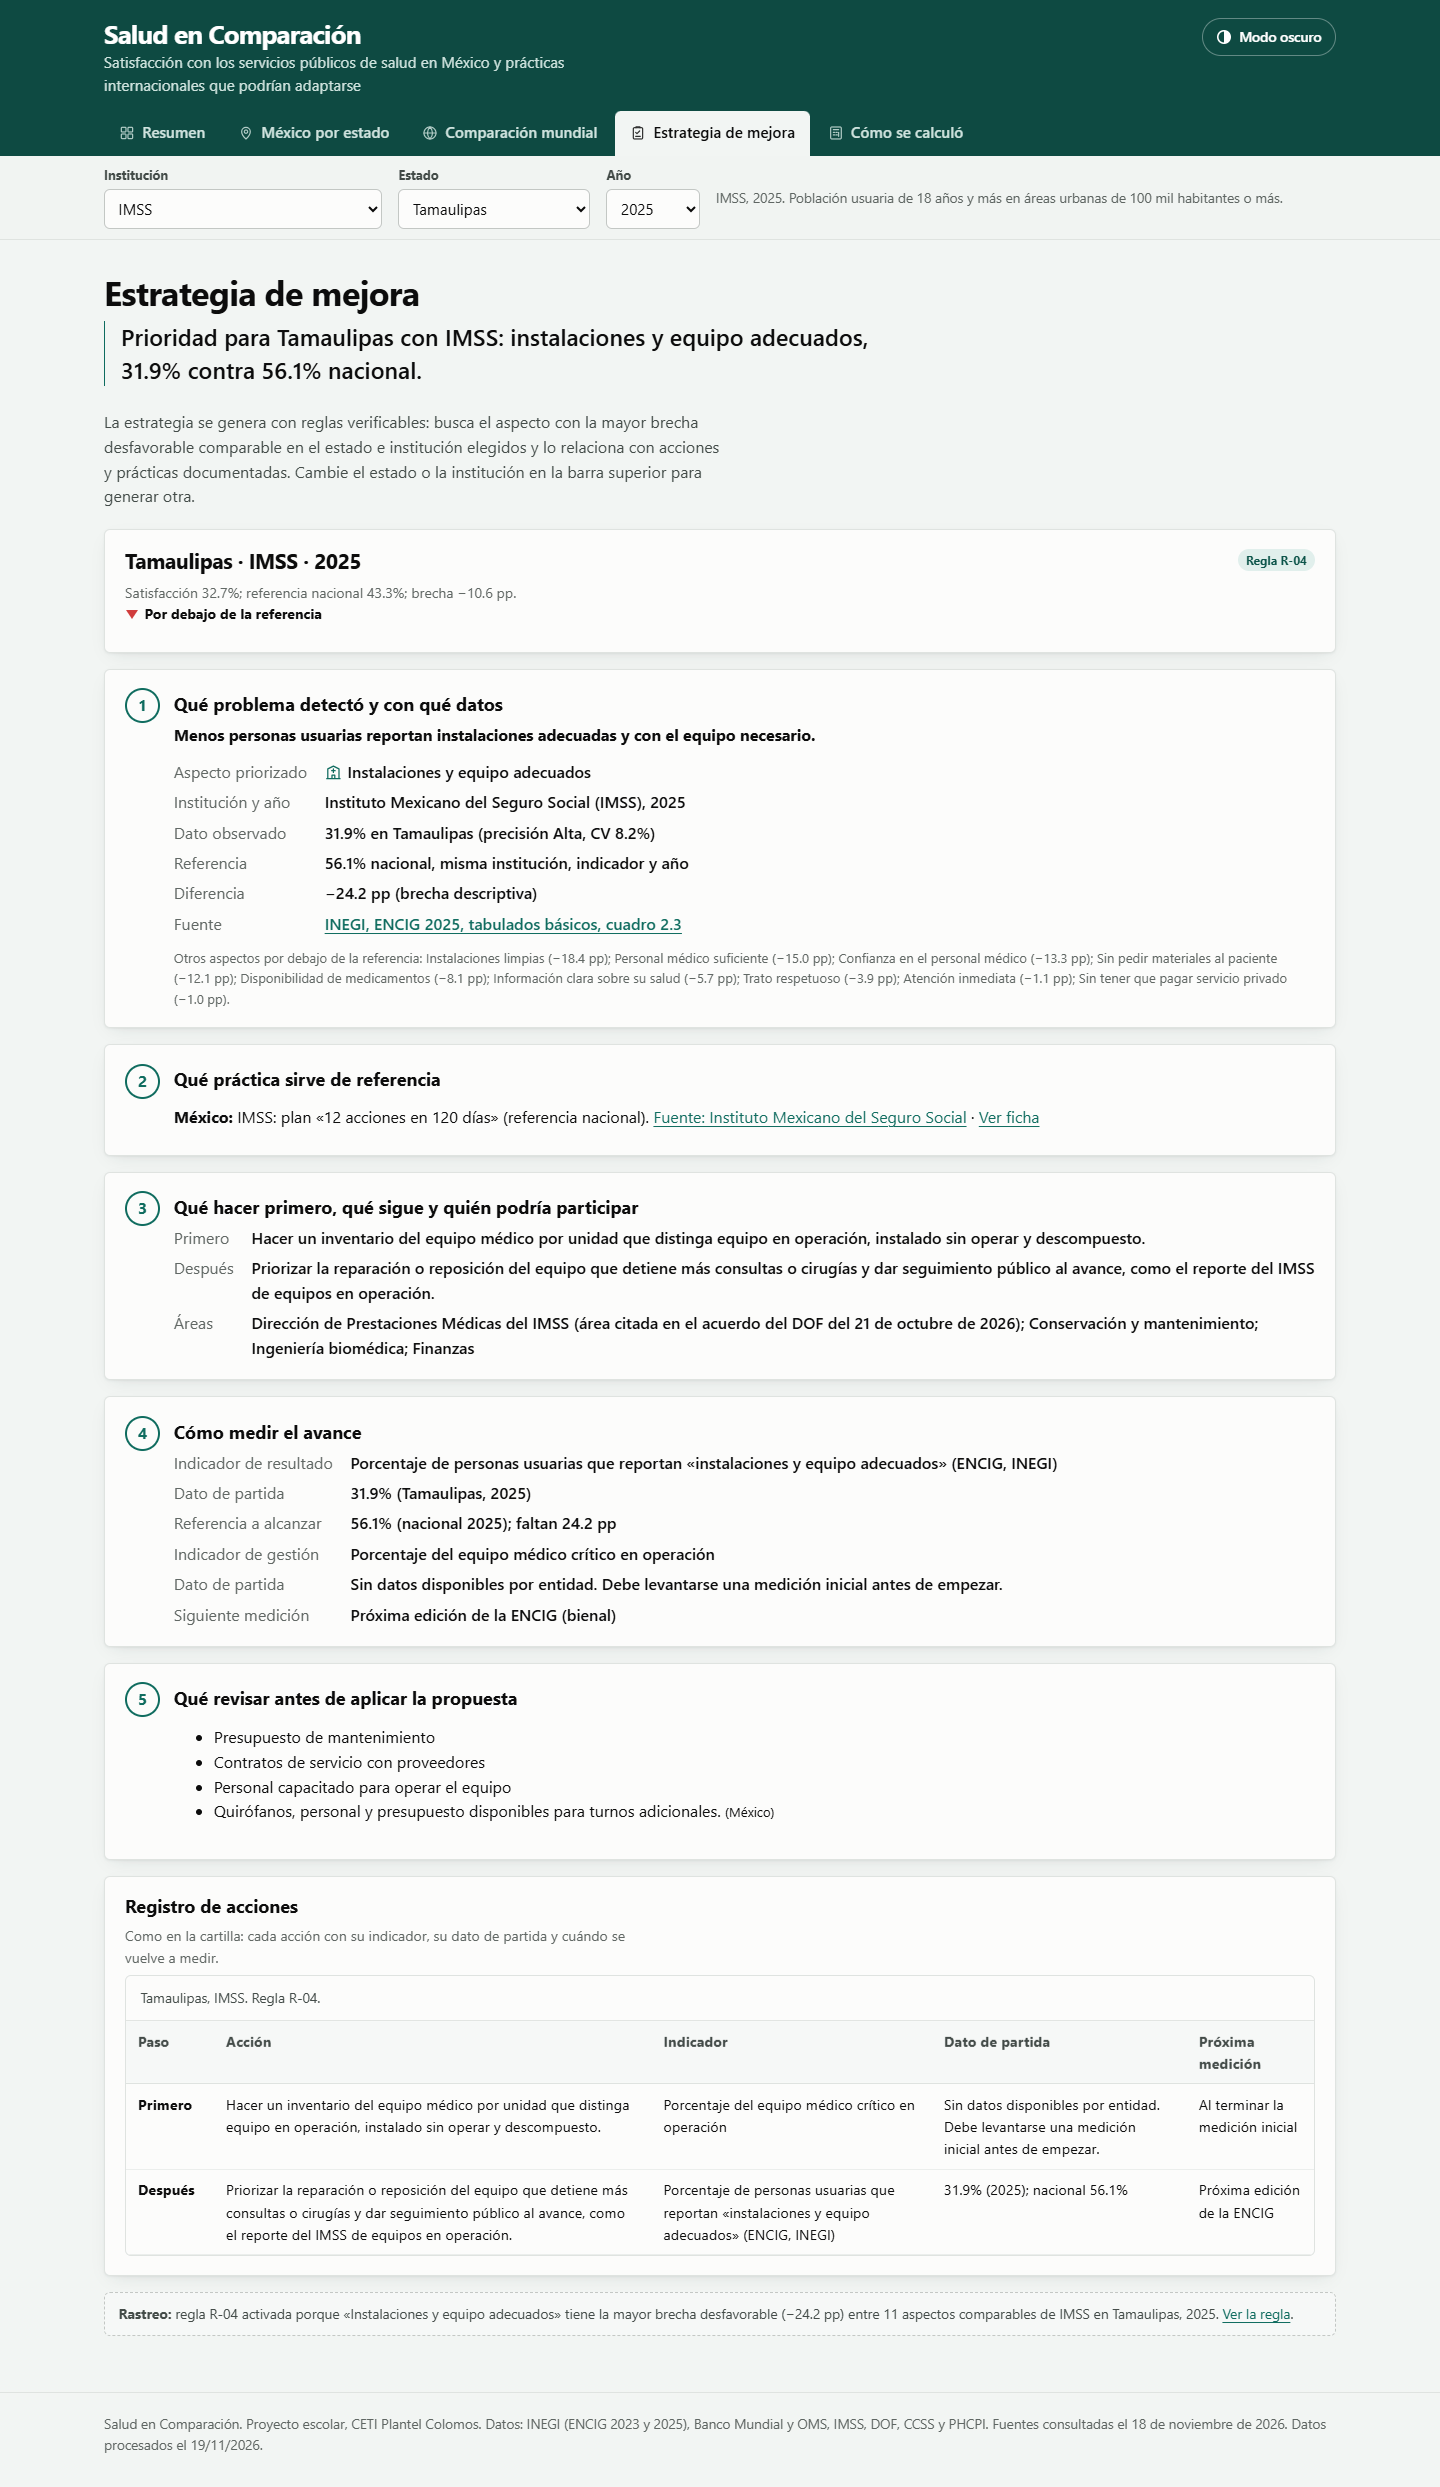 Salud en Comparación
Modo oscuro
Satisfacción con los servicios públicos de salud en México y prácticas
internacionales que podrían adaptarse
Resumen
México por estado
Comparación mundial
Estrategia de mejora
Cómo se calculó
Institución
Estado
Año
IMSS
Tamaulipas
2025
IMSS, 2025. Población usuaria de 18 años y más en áreas urbanas de 100 mil habitantes o más.
Estrategia de mejora
Prioridad para Tamaulipas con IMSS: instalaciones y equipo adecuados,
31.9% contra 56.1% nacional.
La estrategia se genera con reglas verificables: busca el aspecto con la mayor brecha
desfavorable comparable en el estado e institución elegidos y lo relaciona con acciones
y prácticas documentadas. Cambie el estado o la institución en la barra superior para
generar otra.
Tamaulipas · IMSS · 2025
Regla R-04
Satisfacción 32.7%; referencia nacional 43.3%; brecha −10.6 pp.
▼ Por debajo de la referencia
1
Qué problema detectó y con qué datos
Menos personas usuarias reportan instalaciones adecuadas y con el equipo necesario.
Aspecto priorizado Instalaciones y equipo adecuados
Institución y año Instituto Mexicano del Seguro Social (IMSS), 2025
Dato observado 31.9% en Tamaulipas (precisión Alta, CV 8.2%)
Referencia 56.1% nacional, misma institución, indicador y año
Diferencia −24.2 pp (brecha descriptiva)
Fuente INEGI, ENCIG 2025, tabulados básicos, cuadro 2.3
Otros aspectos por debajo de la referencia: Instalaciones limpias (−18.4 pp); Personal médico suficiente (−15.0 pp); Confianza en el personal médico (−13.3 pp); Sin pedir materiales al paciente
(−12.1 pp); Disponibilidad de medicamentos (−8.1 pp); Información clara sobre su salud (−5.7 pp); Trato respetuoso (−3.9 pp); Atención inmediata (−1.1 pp); Sin tener que pagar servicio privado
(−1.0 pp).
2
Qué práctica sirve de referencia
México: IMSS: plan «12 acciones en 120 días» (referencia nacional). Fuente: Instituto Mexicano del Seguro Social · Ver ficha
3
Qué hacer primero, qué sigue y quién podría participar
Primero Hacer un inventario del equipo médico por unidad que distinga equipo en operación, instalado sin operar y descompuesto.
Después Priorizar la reparación o reposición del equipo que detiene más consultas o cirugías y dar seguimiento público al avance, como el reporte del IMSS
de equipos en operación.
Áreas Dirección de Prestaciones Médicas del IMSS (área citada en el acuerdo del DOF del 21 de octubre de 2026); Conservación y mantenimiento;
Ingeniería biomédica; Finanzas
4
Cómo medir el avance
Indicador de resultado Porcentaje de personas usuarias que reportan «instalaciones y equipo adecuados» (ENCIG, INEGI)
Dato de partida 31.9% (Tamaulipas, 2025)
Referencia a alcanzar 56.1% (nacional 2025); faltan 24.2 pp
Indicador de gestión Porcentaje del equipo médico crítico en operación
Dato de partida Sin datos disponibles por entidad. Debe levantarse una medición inicial antes de empezar.
Siguiente medición Próxima edición de la ENCIG (bienal)
5
Qué revisar antes de aplicar la propuesta
• Presupuesto de mantenimiento
• Contratos de servicio con proveedores
• Personal capacitado para operar el equipo
• Quirófanos, personal y presupuesto disponibles para turnos adicionales. (México)
Registro de acciones
Como en la cartilla: cada acción con su indicador, su dato de partida y cuándo se
vuelve a medir.
Tamaulipas, IMSS. Regla R-04.
Paso
Acción
Indicador
Dato de partida
Próxima
medición
Primero
Hacer un inventario del equipo médico por unidad que distinga
equipo en operación, instalado sin operar y descompuesto.
Porcentaje del equipo médico crítico en
operación
Sin datos disponibles por entidad.
Debe levantarse una medición
inicial antes de empezar.
Al terminar la
medición inicial
Después
Priorizar la reparación o reposición del equipo que detiene más
consultas o cirugías y dar seguimiento público al avance, como
el reporte del IMSS de equipos en operación.
Porcentaje de personas usuarias que
reportan «instalaciones y equipo
adecuados» (ENCIG, INEGI)
31.9% (2025); nacional 56.1%
Próxima edición
de la ENCIG
Rastreo: regla R-04 activada porque «Instalaciones y equipo adecuados» tiene la mayor brecha desfavorable (−24.2 pp) entre 11 aspectos comparables de IMSS en Tamaulipas, 2025. Ver la regla.
Salud en Comparación. Proyecto escolar, CETI Plantel Colomos. Datos: INEGI (ENCIG 2023 y 2025), Banco Mundial y OMS, IMSS, DOF, CCSS y PHCPI. Fuentes consultadas el 18 de noviembre de 2026. Datos
procesados el 19/11/2026.